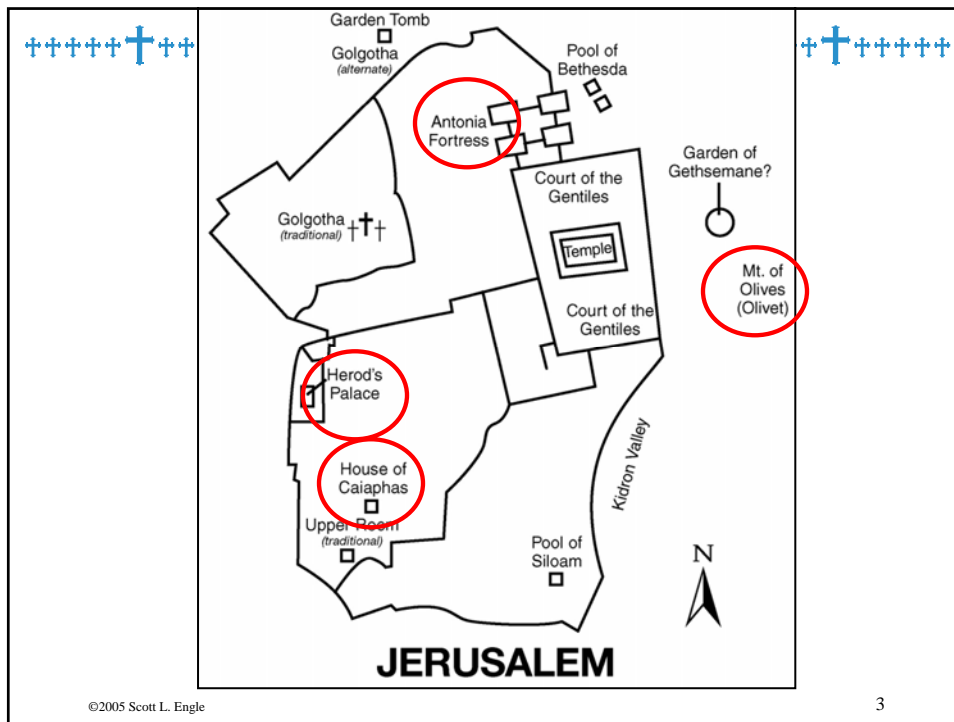 Garden Tomb
Golgotha
(alternate)
Pool of
Bethesda
Antonia
Fortress
Garden of
Gethsemane?
Court of the
Gentiles
Golgotha
(traditional)
Temple
Mt. of
Olives
(Olivet)
Court of the
Gentiles
Herod's
Palace
House of
Caiaphas
Kidron Valley
Upper Room
(traditional)
Pool of
Siloam
N
JERUSALEM
©2005 Scott L. Engle
3